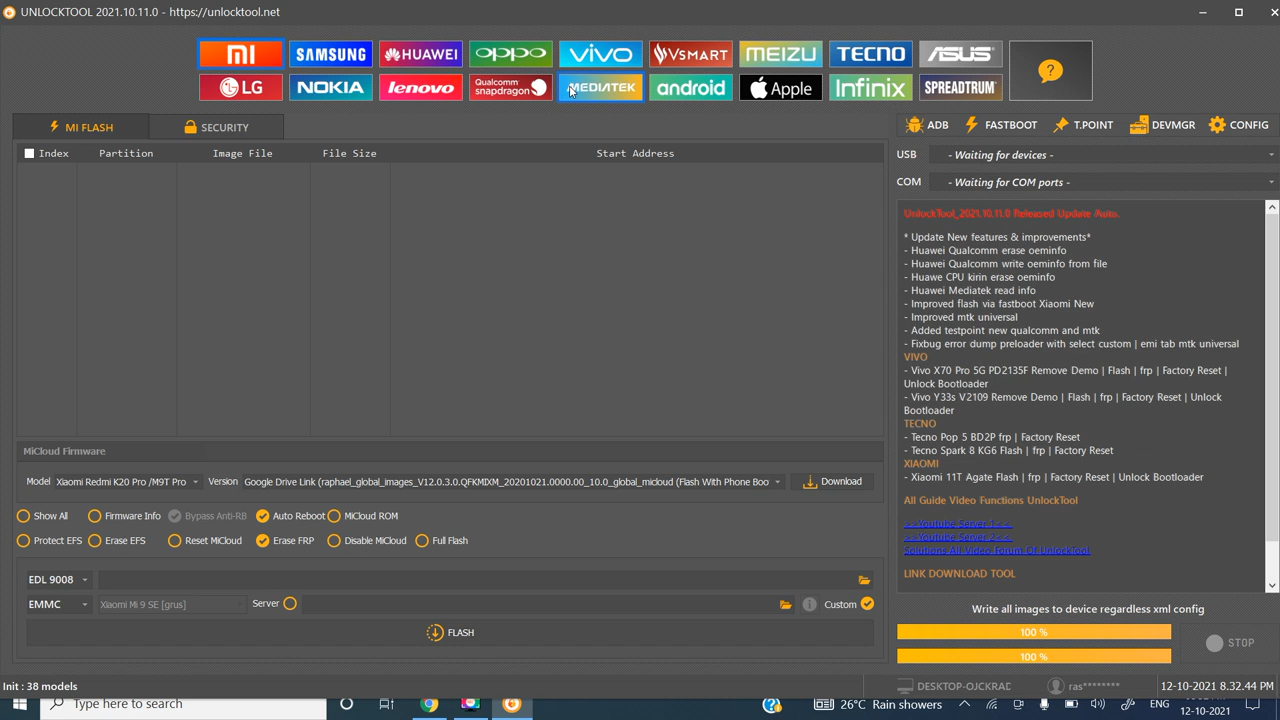 UNLOCKTOOL 2021.10.11.0 - https://unlocktool.net
MI SAMSUNG HUAWEI OPPO VIVO VSMART MEIZU TECNO ASUS
LG NOKIA lenovo Qualcomm snapdragon MEDIATEK android Apple Infinix SPREADTRUM
MI FLASH SECURITY
ADB FASTBOOT T.POINT DEVMGR CONFIG
Index Partition Image File File Size Start Address
USB - Waiting for devices -
COM - Waiting for COM ports -
UnlockTool_2021.10.11.0 Released Update Auto.
* Update New features & improvements*
- Huawei Qualcomm erase oeminfo
- Huawei Qualcomm write oeminfo from file
- Huawe CPU kirin erase oeminfo
- Huawei Mediatek read info
- Improved flash via fastboot Xiaomi New
- Improved mtk universal
- Added testpoint new qualcomm and mtk
- Fixbug error dump preloader with select custom | emi tab mtk universal
VIVO
- Vivo X70 Pro 5G PD2135F Remove Demo | Flash | frp | Factory Reset |
Unlock Bootloader
- Vivo Y33s V2109 Remove Demo | Flash | frp | Factory Reset | Unlock
Bootloader
TECNO
- Tecno Pop 5 BD2P frp | Factory Reset
- Tecno Spark 8 KG6 Flash | frp | Factory Reset
XIAOMI
- Xiaomi 11T Agate Flash | frp | Factory Reset | Unlock Bootloader
All Guide Video Functions UnlockTool
>>Youtube Server 1<<
>>Youtube Server 2<<
Solutions All Video Forum Of UnlockTool
LINK DOWNLOAD TOOL
MiCloud Firmware
Model Xiaomi Redmi K20 Pro /M9T Pro Version Google Drive Link (raphael_global_images_V12.0.3.0.QFKMIXM_20201021.0000.00_10.0_global_micloud (Flash With Phone Boo Download
Show All Firmware Info Bypass Anti-RB Auto Reboot MiCloud ROM
Protect EFS Erase EFS Reset MiCloud Erase FRP Disable MiCloud Full Flash
EDL 9008
EMMC Xiaomi Mi 9 SE [grus] Server Custom
FLASH
Write all images to device regardless xml config
100 %
100 %
STOP
Init : 38 models
DESKTOP-OJCKRAD ras******** 12-10-2021 8.32.44 PM
Type here to search
26°C Rain showers ENG
12-10-2021